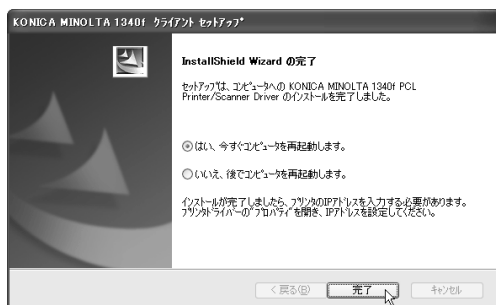 KONICA MINOLTA 1340f クライアント セットアップ
InstallShield Wizard の完了
セットアップは、コンピュータへの KONICA MINOLTA 1340f PCL
Printer/Scanner Driver のインストールを完了しました。
はい、今すぐコンピュータを再起動します。
いいえ、後でコンピュータを再起動します。
インストールが完了しましたら、プリンタのIPアドレスを入力する必要があります。
プリンタドライバーの"プロパティ"を開き、IPアドレスを設定してください。
< 戻る(B)
完了
キャンセル